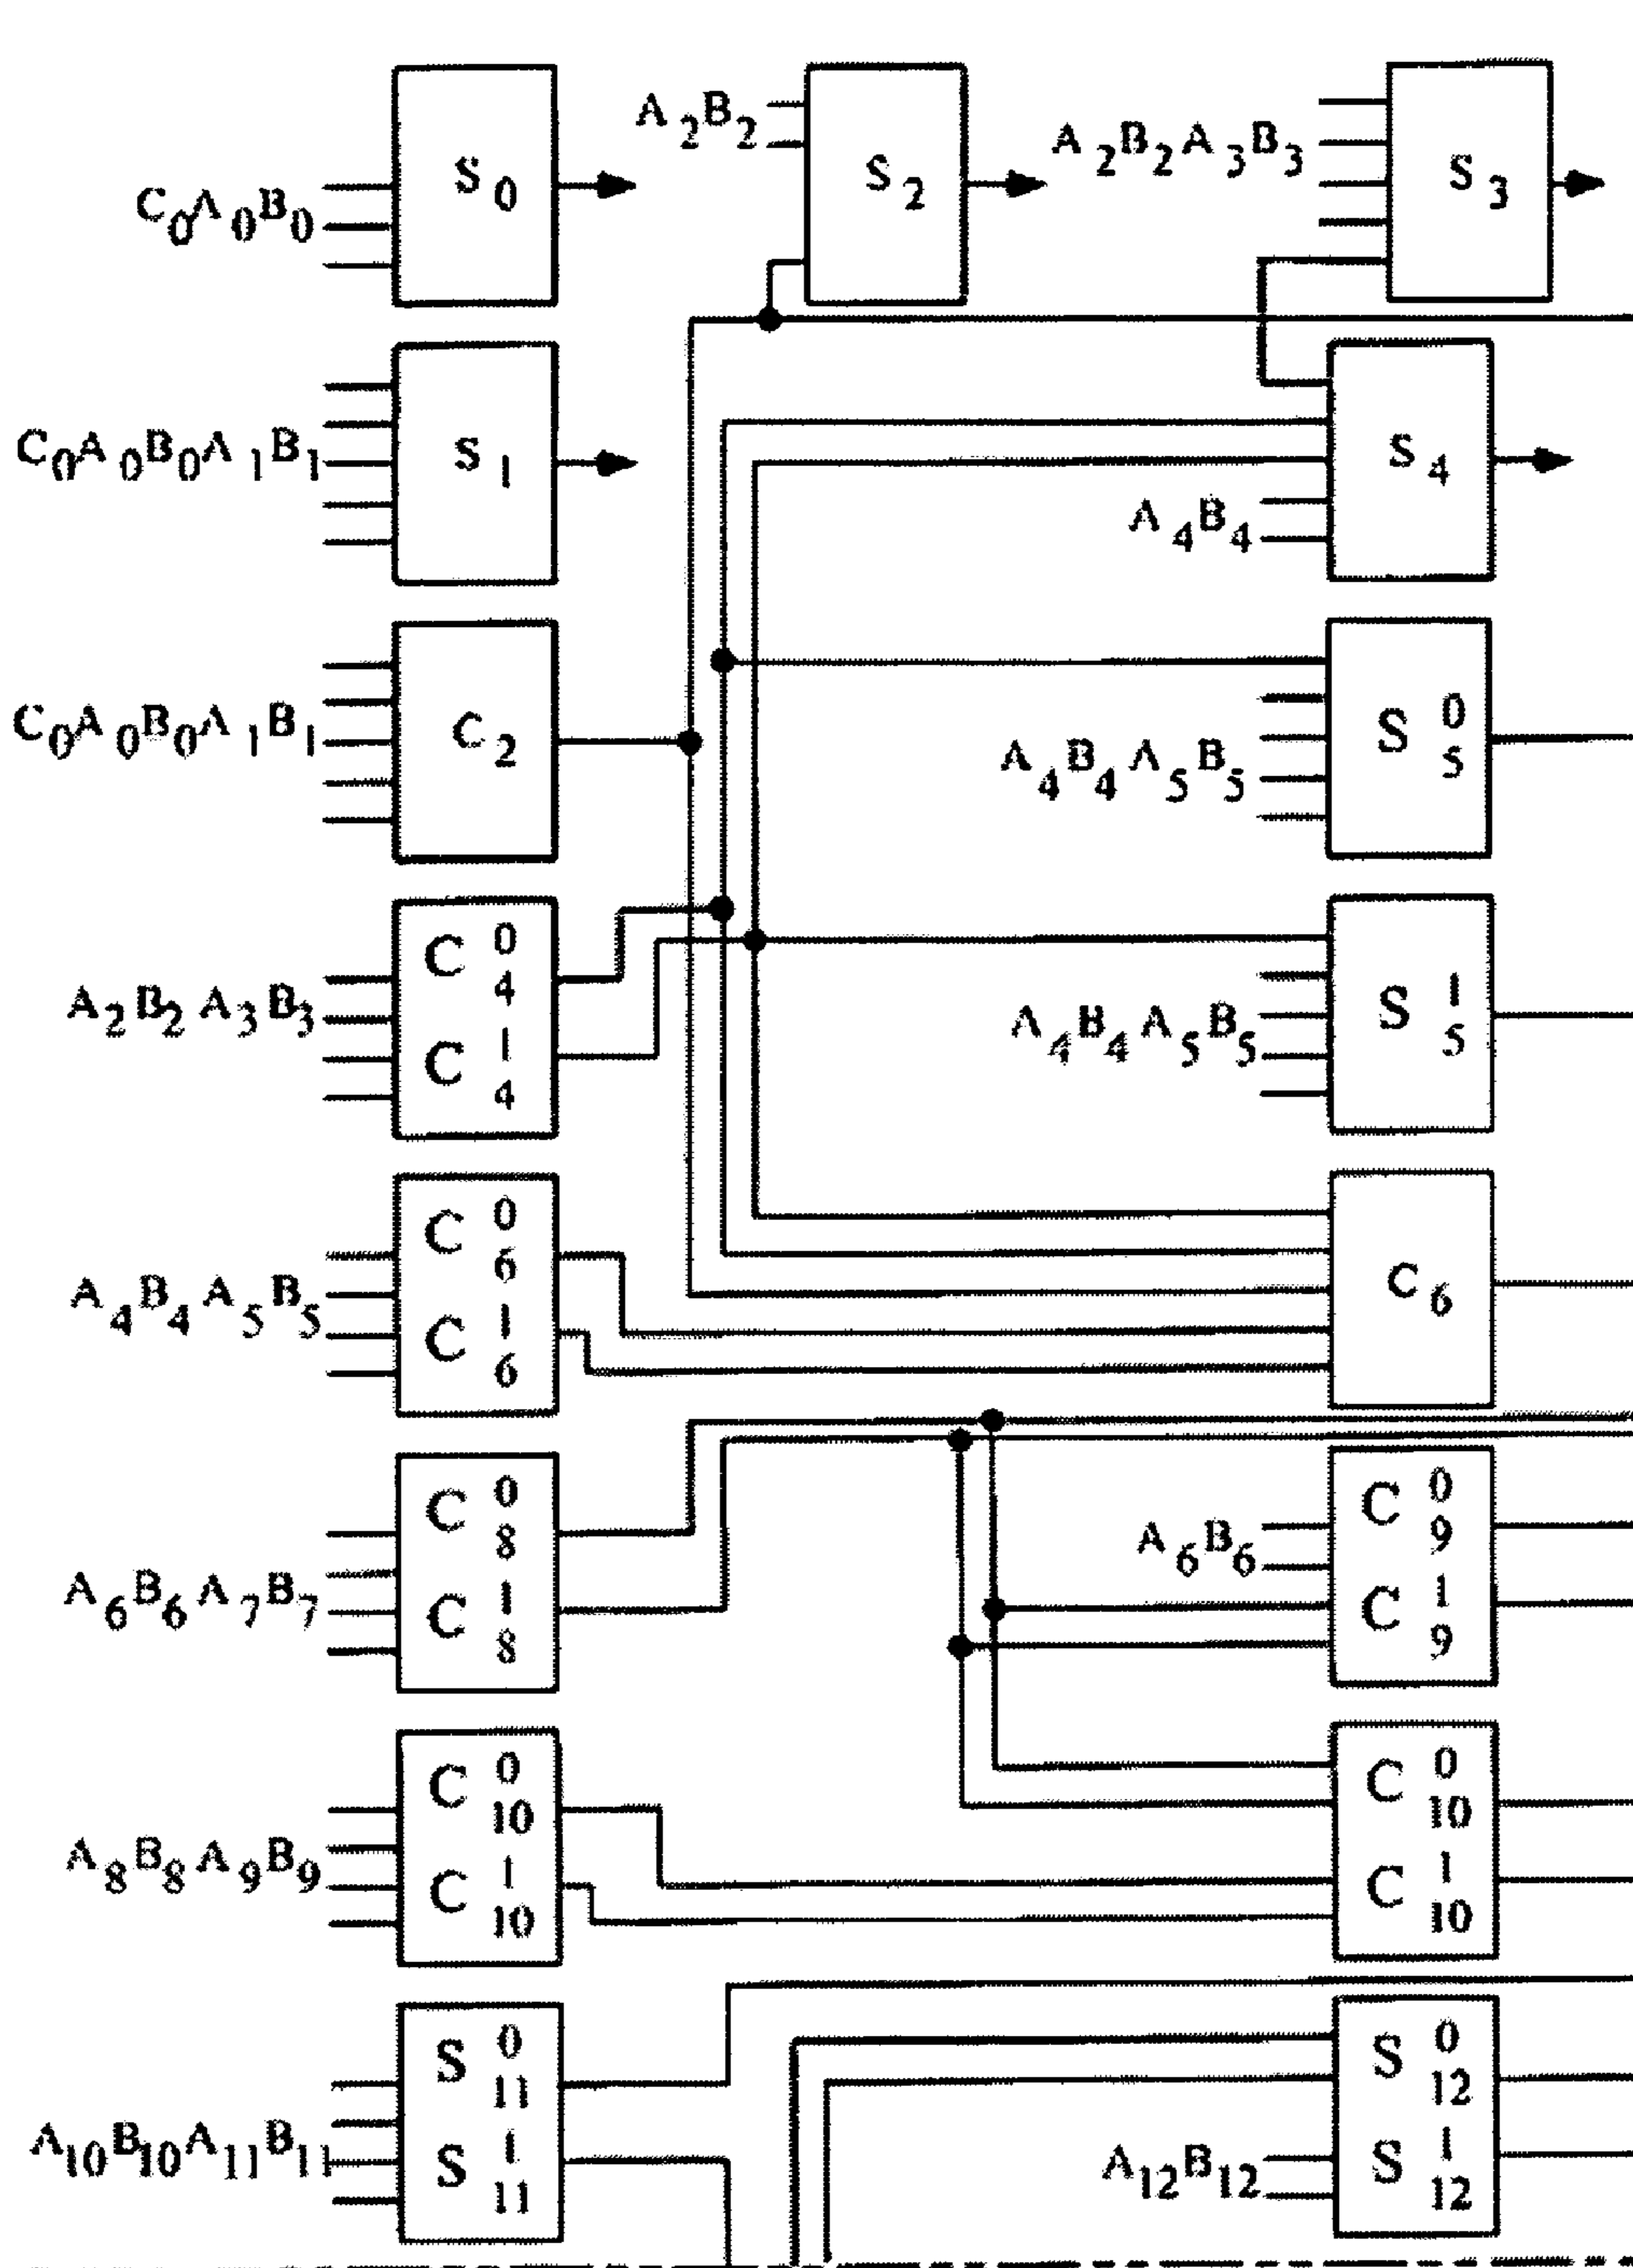 C0A0B0
S0
A2B2
S2
A2B2A3B3
S3
C0A0B0A1B1
S1
A4B4
S4
C0A0B0A1B1
C2
A4B4A5B5
S 0 5
A2B2A3B3
C 0 4
C 1 4
A4B4A5B5
S 1 5
A4B4A5B5
C 0 6
C 1 6
C6
A6B6A7B7
C 0 8
C 1 8
A6B6
C 0 9
C 1 9
A8B8A9B9
C 0 10
C 1 10
C 0 10
C 1 10
A10B10A11B11
S 0 11
S 1 11
A12B12
S 0 12
S 1 12